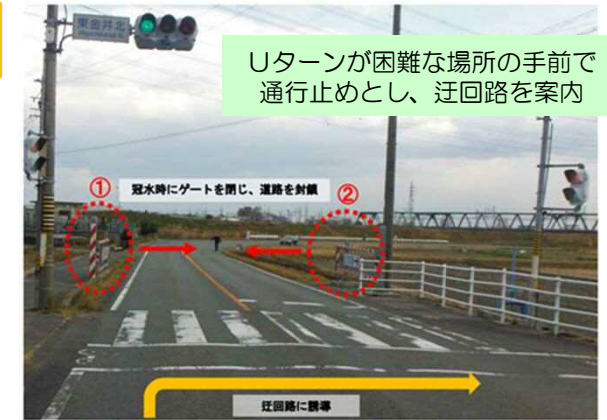 東金井北
Uターンが困難な場所の手前で
通行止めとし、迂回路を案内
① 冠水時にゲートを閉じ、道路を封鎖 ②
迂回路に誘導